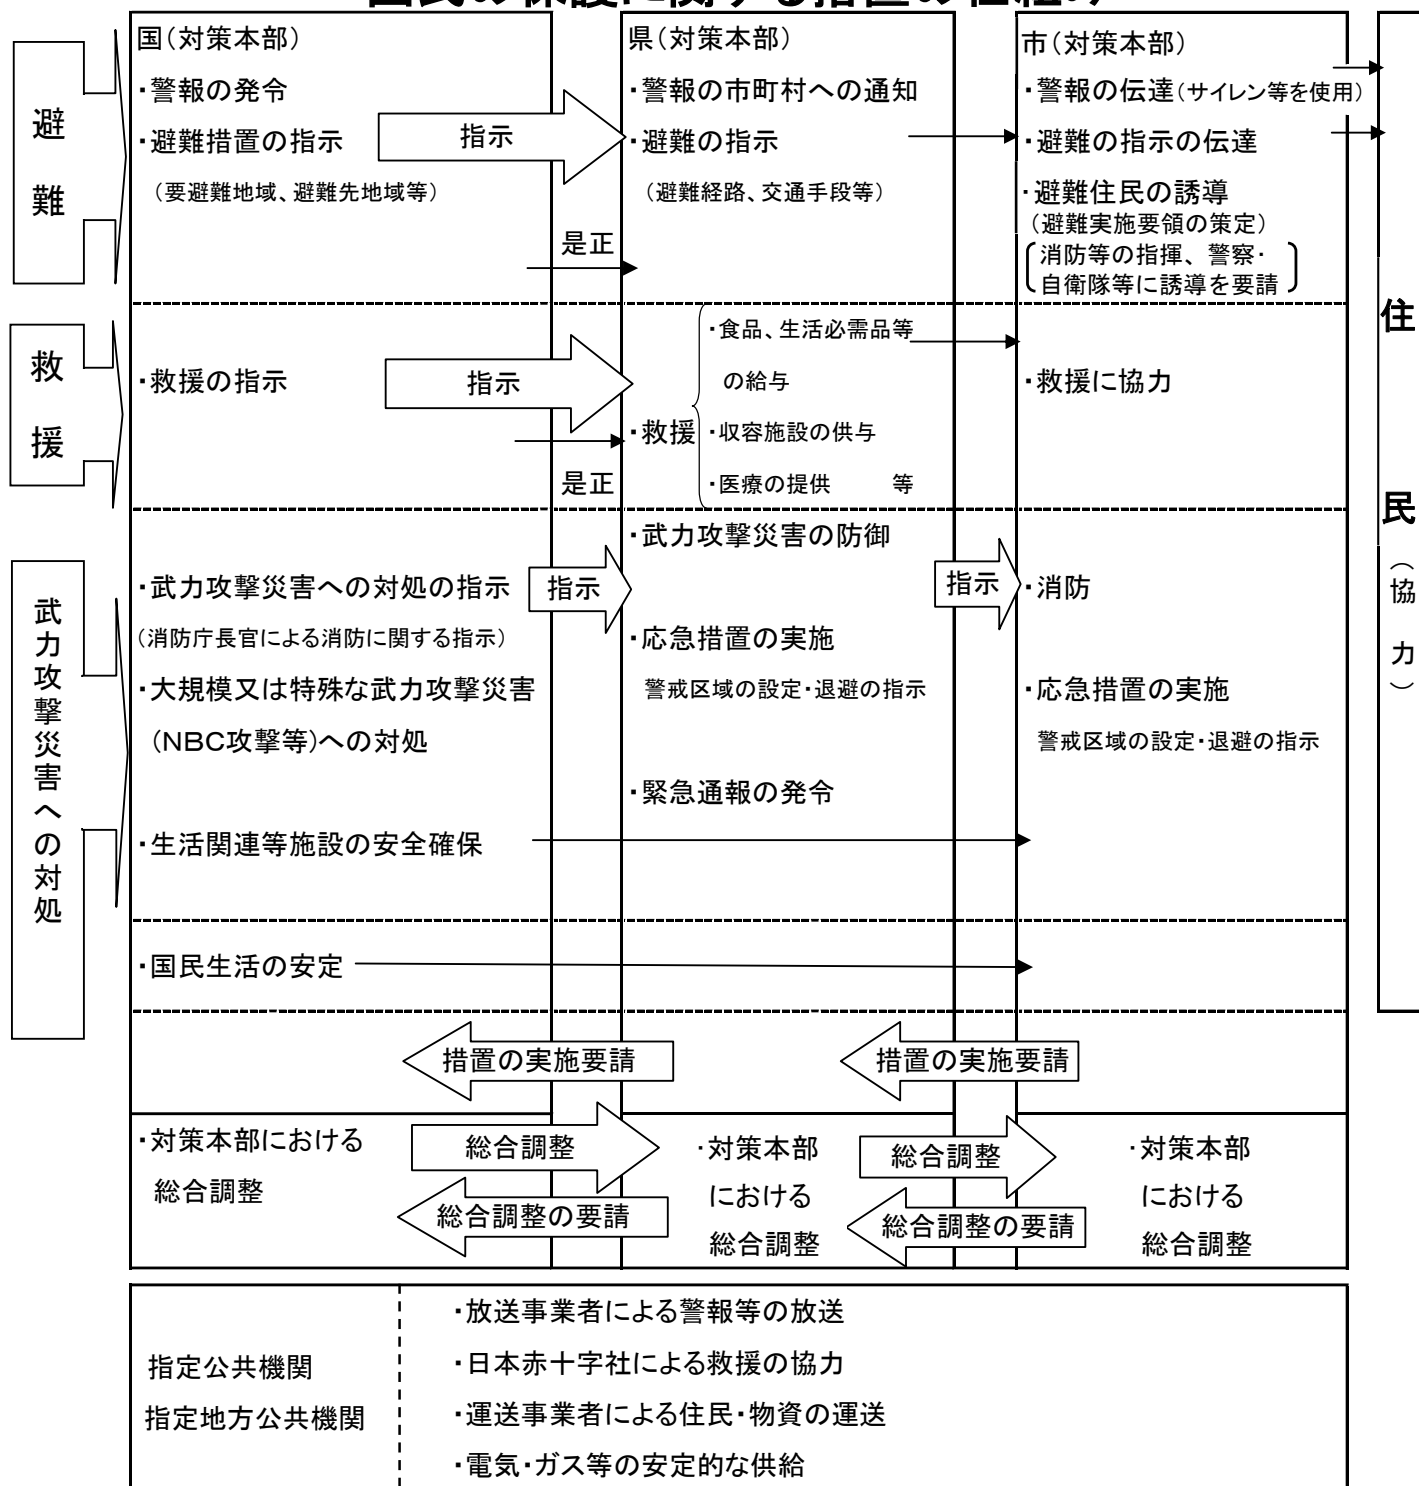 国民の保護に関する措置の仕組み
避難
国(対策本部)
・警報の発令
・避難措置の指示
(要避難地域、避難先地域等)
指示
是正
県(対策本部)
・警報の市町村への通知
・避難の指示
(避難経路、交通手段等)
市(対策本部)
・警報の伝達(サイレン等を使用)
・避難の指示の伝達
・避難住民の誘導
(避難実施要領の策定)
消防等の指揮、警察・
自衛隊等に誘導を要請
救援
・救援の指示
指示
是正
・救援
・食品、生活必需品等
の給与
・収容施設の供与
・医療の提供 等
・救援に協力
武力攻撃災害への対処
・武力攻撃災害への対処の指示
(消防庁長官による消防に関する指示)
・大規模又は特殊な武力攻撃災害
(NBC攻撃等)への対処
・生活関連等施設の安全確保
指示
・武力攻撃災害の防御
・応急措置の実施
警戒区域の設定・退避の指示
・緊急通報の発令
指示
・消防
・応急措置の実施
警戒区域の設定・退避の指示
・国民生活の安定
措置の実施要請
措置の実施要請
・対策本部における
総合調整
総合調整
総合調整の要請
・対策本部
における
総合調整
総合調整
総合調整の要請
・対策本部
における
総合調整
住民
(協力)
指定公共機関
指定地方公共機関
・放送事業者による警報等の放送
・日本赤十字社による救援の協力
・運送事業者による住民・物資の運送
・電気・ガス等の安定的な供給